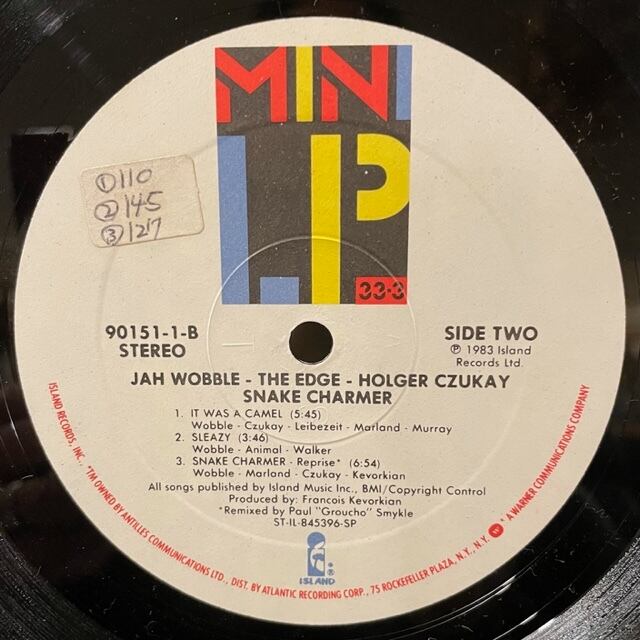 MINI
L.P.
33-3
①110
②145
③127
90151-1-B
STEREO
SIDE TWO
Ⓟ 1983 Island
Records Ltd.
JAH WOBBLE - THE EDGE - HOLGER CZUKAY
SNAKE CHARMER
1. IT WAS A CAMEL (5:45)
Wobble - Czukay - Leibezeit - Marland - Murray
2. SLEAZY (3:46)
Wobble - Animal - Walker
3. SNAKE CHARMER - Reprise* (6:54)
Wobble - Marland - Czukay - Kevorkian
All songs published by Island Music Inc., BMI/Copyright Control
Produced by: Francois Kevorkian
*Remixed by Paul "Groucho" Smykle
ST-IL-845396-SP
ISLAND
ISLAND RECORDS, INC., *TM OWNED BY ANTILLES COMMUNICATIONS LTD., DIST. BY ATLANTIC RECORDING CORP., 75 ROCKEFELLER PLAZA, N.Y., N.Y. * A WARNER COMMUNICATIONS COMPANY